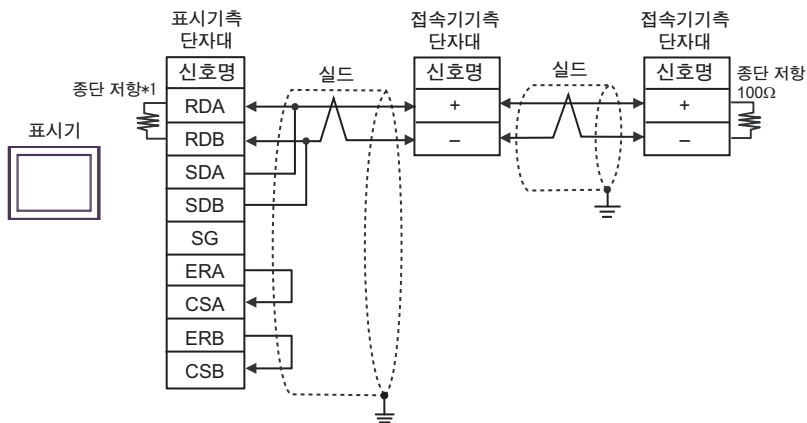 표시기측
단자대
접속기기측
단자대
접속기기측
단자대
신호명
실드
신호명
실드
신호명
종단 저항
100Ω
종단 저항*1
RDA
+
+
표시기
RDB
–
–
SDA
SDB
SG
ERA
CSA
ERB
CSB